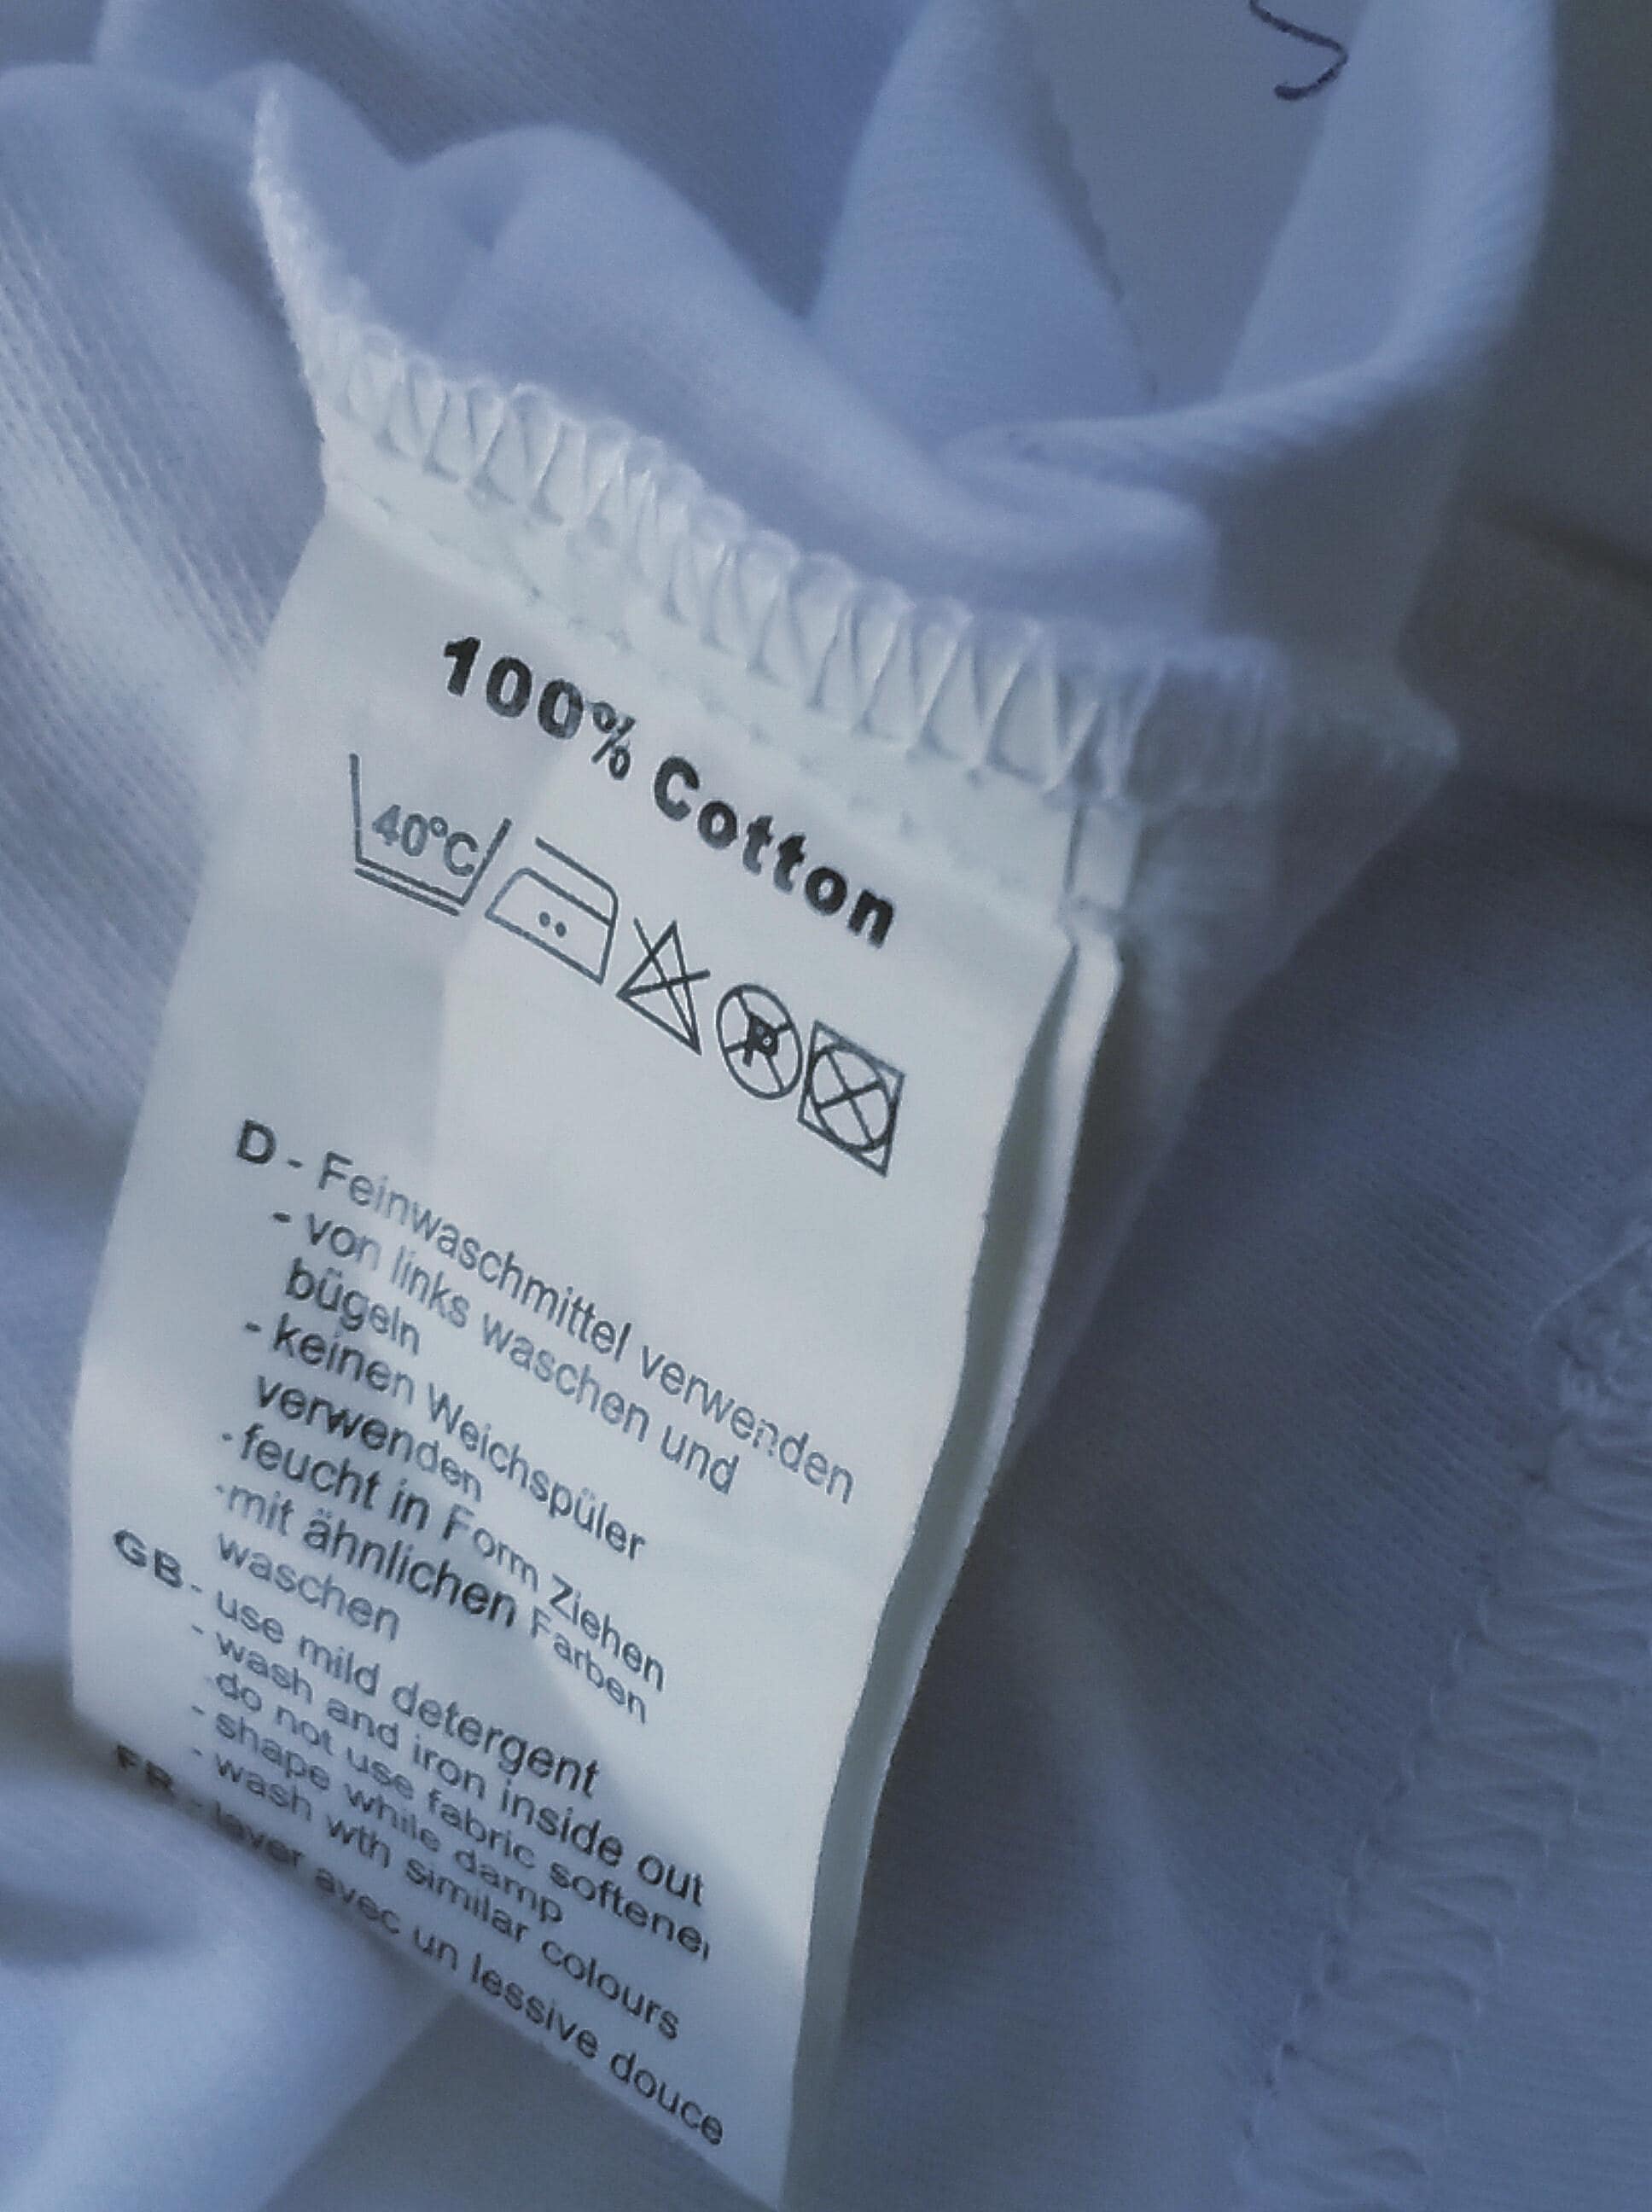 100% Cotton
40°C
P
D - Feinwaschmittel verwenden
- von links waschen und
bügeln
- keinen Weichspüler
verwenden
- feucht in Form Ziehen
- mit ähnlichen Farben
waschen
GB - use mild detergent
- wash and iron inside out
- do not use fabric softener
- shape while damp
- wash wth similar colours
FR - laver avec un lessive douce